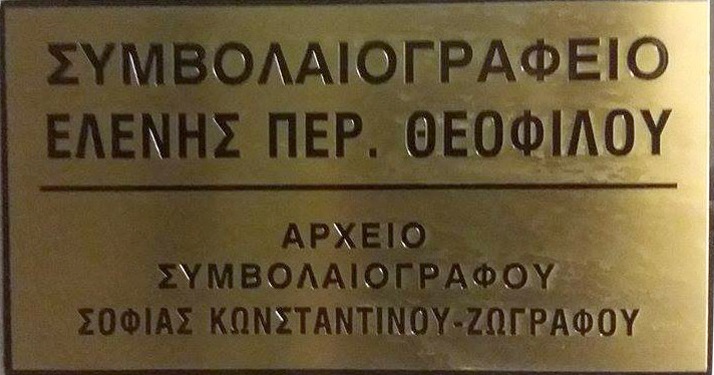 ΣΥΜΒΟΛΑΙΟΓΡΑΦΕΙΟ
ΕΛΕΝΗΣ ΠΕΡ. ΘΕΟΦΙΛΟΥ
ΑΡΧΕΙΟ
ΣΥΜΒΟΛΑΙΟΓΡΑΦΟΥ
ΣΟΦΙΑΣ ΚΩΝΣΤΑΝΤΙΝΟΥ-ΖΩΓΡΑΦΟΥ